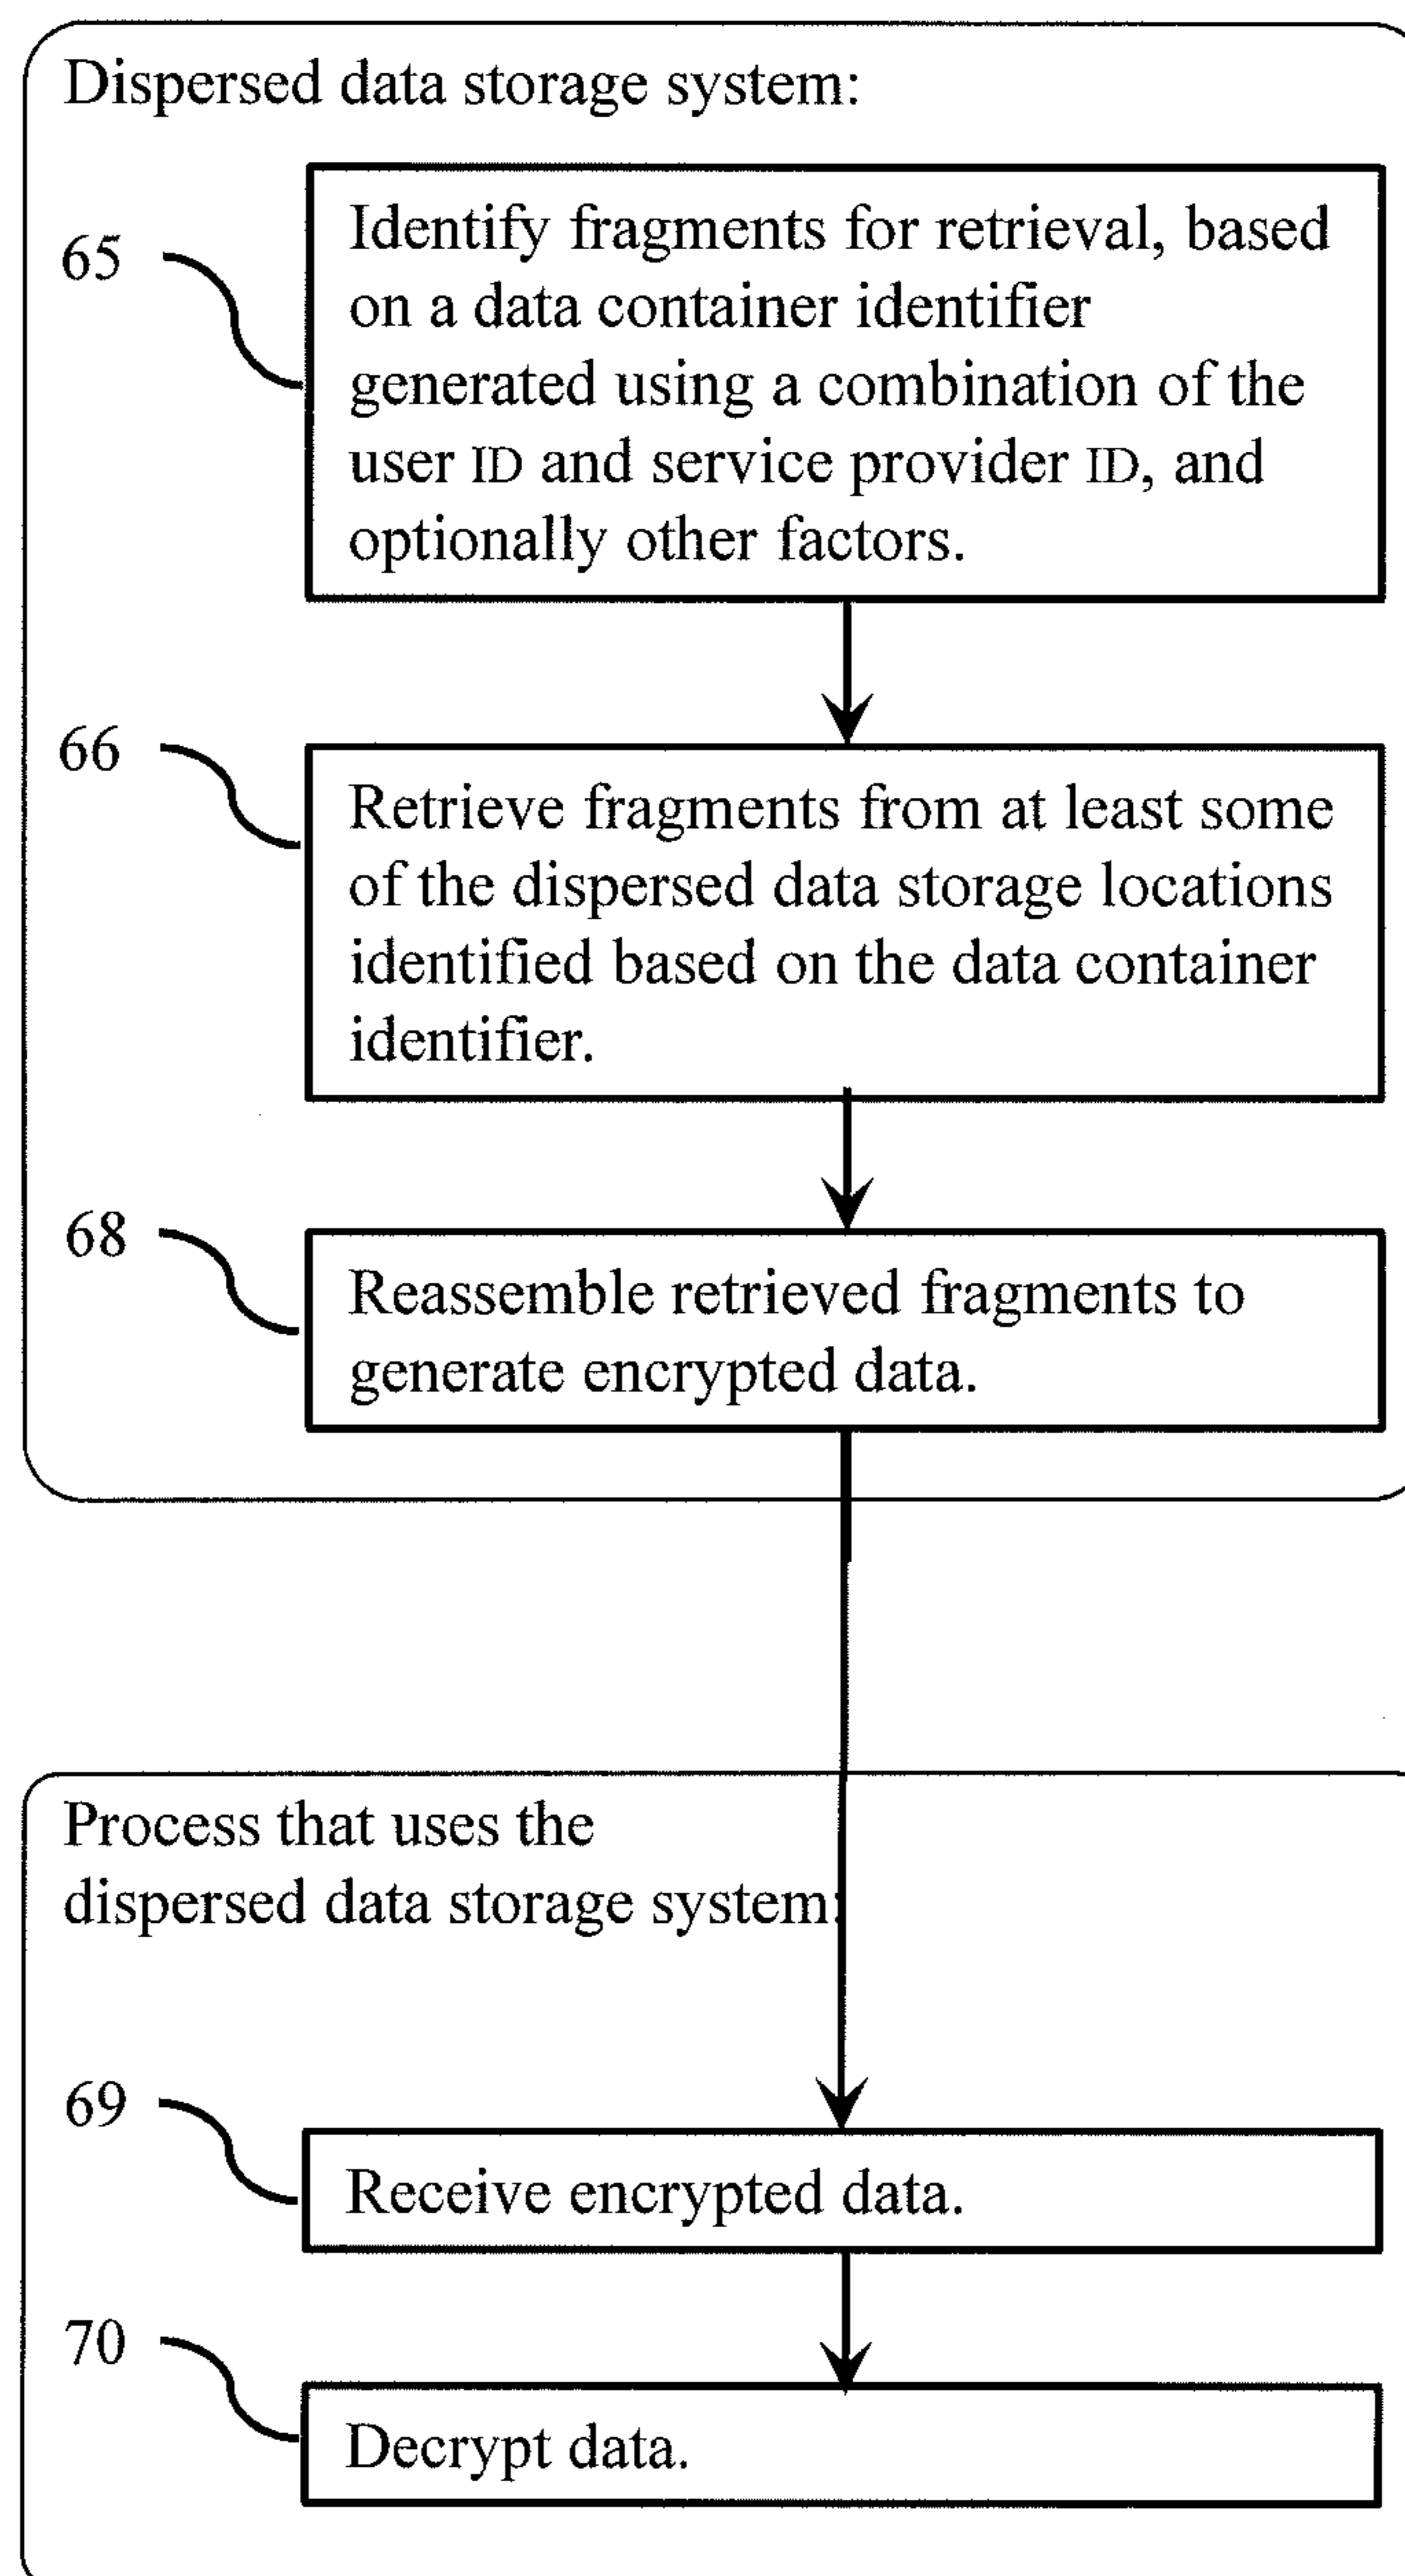 Dispersed data storage system:
65
Identify fragments for retrieval, based
on a data container identifier
generated using a combination of the
user ID and service provider ID, and
optionally other factors.
66
Retrieve fragments from at least some
of the dispersed data storage locations
identified based on the data container
identifier.
68
Reassemble retrieved fragments to
generate encrypted data.
Process that uses the
dispersed data storage system:
69
Receive encrypted data.
70
Decrypt data.